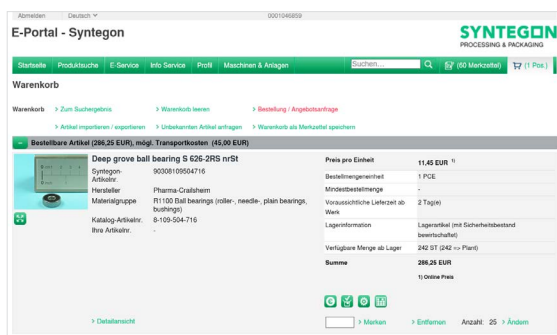 Abmelden Deutsch 0001046859
E-Portal - Syntegon
SYNTEGON
PROCESSING & PACKAGING
Startseite Produktsuche E-Service Info Service Profil Maschinen & Anlagen Suchen... (60 Merkzettel) (1 Pos.)
Warenkorb
Warenkorb > Zum Suchergebnis > Warenkorb leeren > Bestellung / Angebotsanfrage
> Artikel importieren / exportieren > Unbekannten Artikel anfragen > Warenkorb als Merkzettel speichern
Bestellbare Artikel (286,25 EUR), mögl. Transportkosten (45,00 EUR)
Deep grove ball bearing S 626-2RS nrSt
Syntegon-Artikelnr. 90308109504716
Hersteller Pharma-Crailsheim
Materialgruppe R1100 Ball bearings (roller-, needle-, plain bearings, bushings)
Katalog-Artikelnr. 8-109-504-716
Ihre Artikelnr. -
> Detailansicht
Preis pro Einheit 11,45 EUR 1)
Bestellmengeneinheit 1 PCE
Mindestbestellmenge -
Voraussichtliche Lieferzeit ab Werk 2 Tag(e)
Lagerinformation Lagerartikel (mit Sicherheitsbestand bewirtschaftet)
Verfügbare Menge ab Lager 242 ST (242 => Plant)
Summe 286,25 EUR
1) Online Preis
> Merken > Entfernen Anzahl: 25 > Ändern